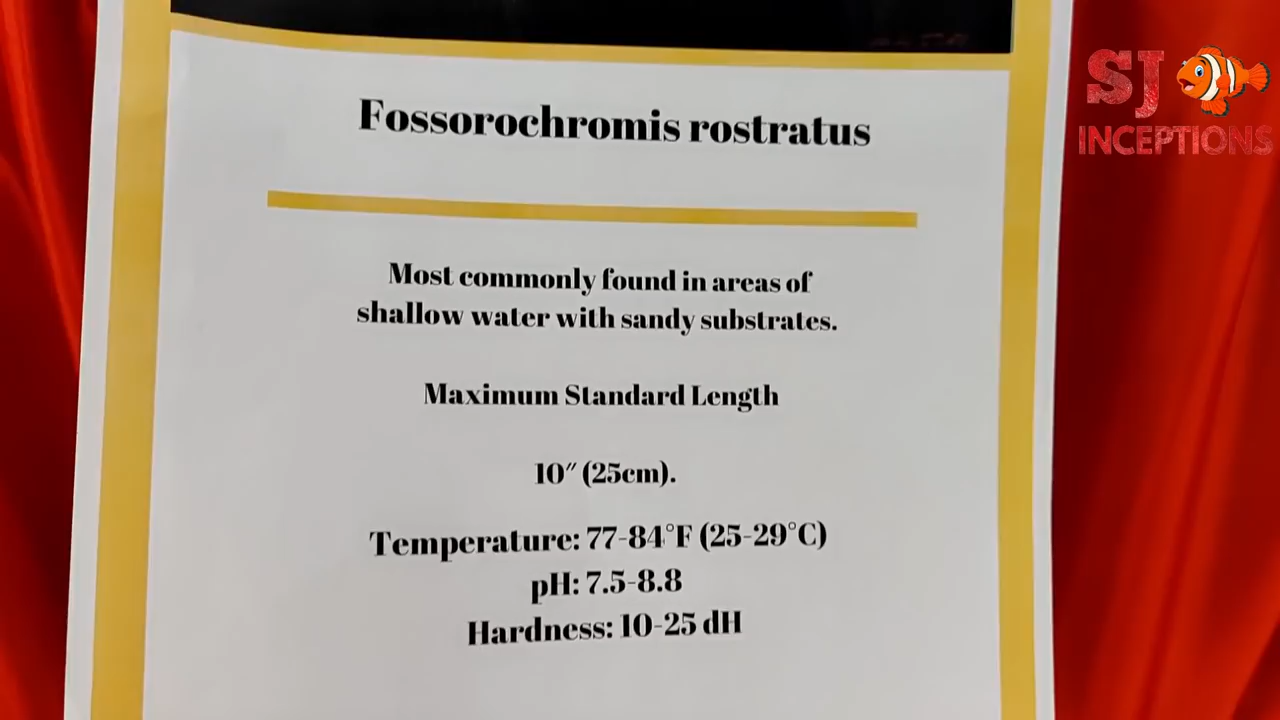 Fossorochromis rostratus
Most commonly found in areas of
shallow water with sandy substrates.
Maximum Standard Length
10″ (25cm).
Temperature: 77-84°F (25-29°C)
pH: 7.5-8.8
Hardness: 10-25 dH
SJ
INCEPTIONS